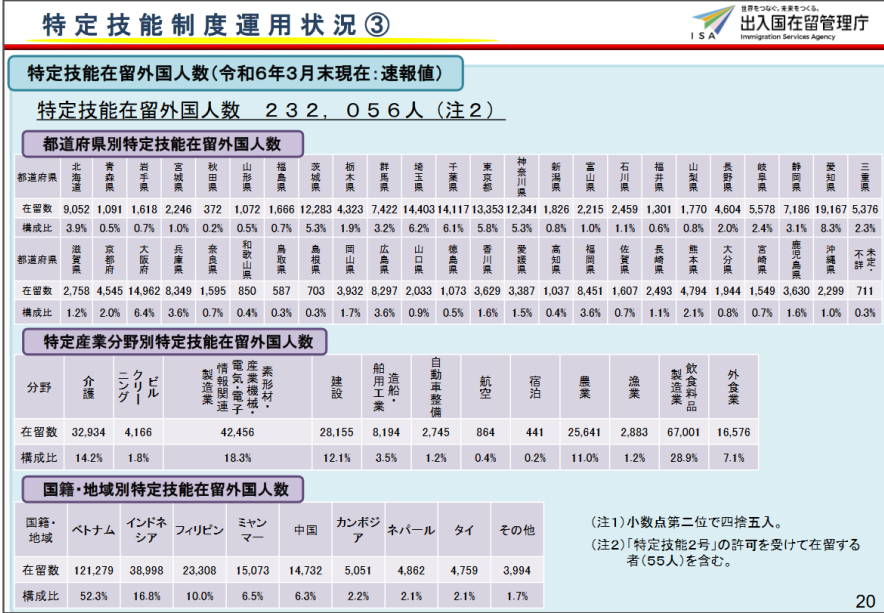 特定技能制度運用状況③
世界をつなぐ。未来をつくる。
出入国在留管理庁
Immigration Services Agency
ISA
特定技能在留外国人数(令和6年3月末現在:速報値)
特定技能在留外国人数 232,056人(注2)
都道府県別特定技能在留外国人数
都道府県 北海道 青森県 岩手県 宮城県 秋田県 山形県 福島県 茨城県 栃木県 群馬県 埼玉県 千葉県 東京都 神奈川県 新潟県 富山県 石川県 福井県 山梨県 長野県 岐阜県 静岡県 愛知県 三重県
在留数 9,052 1,091 1,618 2,246 372 1,072 1,666 12,283 4,323 7,422 14,403 14,117 13,353 12,341 1,826 2,215 2,459 1,301 1,770 4,604 5,578 7,186 19,167 5,376
構成比 3.9% 0.5% 0.7% 1.0% 0.2% 0.5% 0.7% 5.3% 1.9% 3.2% 6.2% 6.1% 5.8% 5.3% 0.8% 1.0% 1.1% 0.6% 0.8% 2.0% 2.4% 3.1% 8.3% 2.3%
都道府県 滋賀県 京都府 大阪府 兵庫県 奈良県 和歌山県 鳥取県 島根県 岡山県 広島県 山口県 徳島県 香川県 愛媛県 高知県 福岡県 佐賀県 長崎県 熊本県 大分県 宮崎県 鹿児島県 沖縄県 未定・不詳
在留数 2,758 4,545 14,962 8,349 1,595 850 587 703 3,932 8,297 2,033 1,073 3,629 3,387 1,037 8,451 1,607 2,493 4,794 1,944 1,549 3,630 2,299 711
構成比 1.2% 2.0% 6.4% 3.6% 0.7% 0.4% 0.3% 0.3% 1.7% 3.6% 0.9% 0.5% 1.6% 1.5% 0.4% 3.6% 0.7% 1.1% 2.1% 0.8% 0.7% 1.6% 1.0% 0.3%
特定産業分野別特定技能在留外国人数
分野 介護 ビルクリーニング 素形材・産業機械・電気・電子情報関連製造業 建設 造船・舶用工業 自動車整備 航空 宿泊 農業 漁業 飲食料品製造業 外食業
在留数 32,934 4,166 42,456 28,155 8,194 2,745 864 441 25,641 2,883 67,001 16,576
構成比 14.2% 1.8% 18.3% 12.1% 3.5% 1.2% 0.4% 0.2% 11.0% 1.2% 28.9% 7.1%
国籍・地域別特定技能在留外国人数
国籍・地域 ベトナム インドネシア フィリピン ミャンマー 中国 カンボジア ネパール タイ その他
在留数 121,279 38,998 23,308 15,073 14,732 5,051 4,862 4,759 3,994
構成比 52.3% 16.8% 10.0% 6.5% 6.3% 2.2% 2.1% 2.1% 1.7%
(注1)小数点第二位で四捨五入。
(注2)「特定技能2号」の許可を受けて在留する
者(55人)を含む。
20